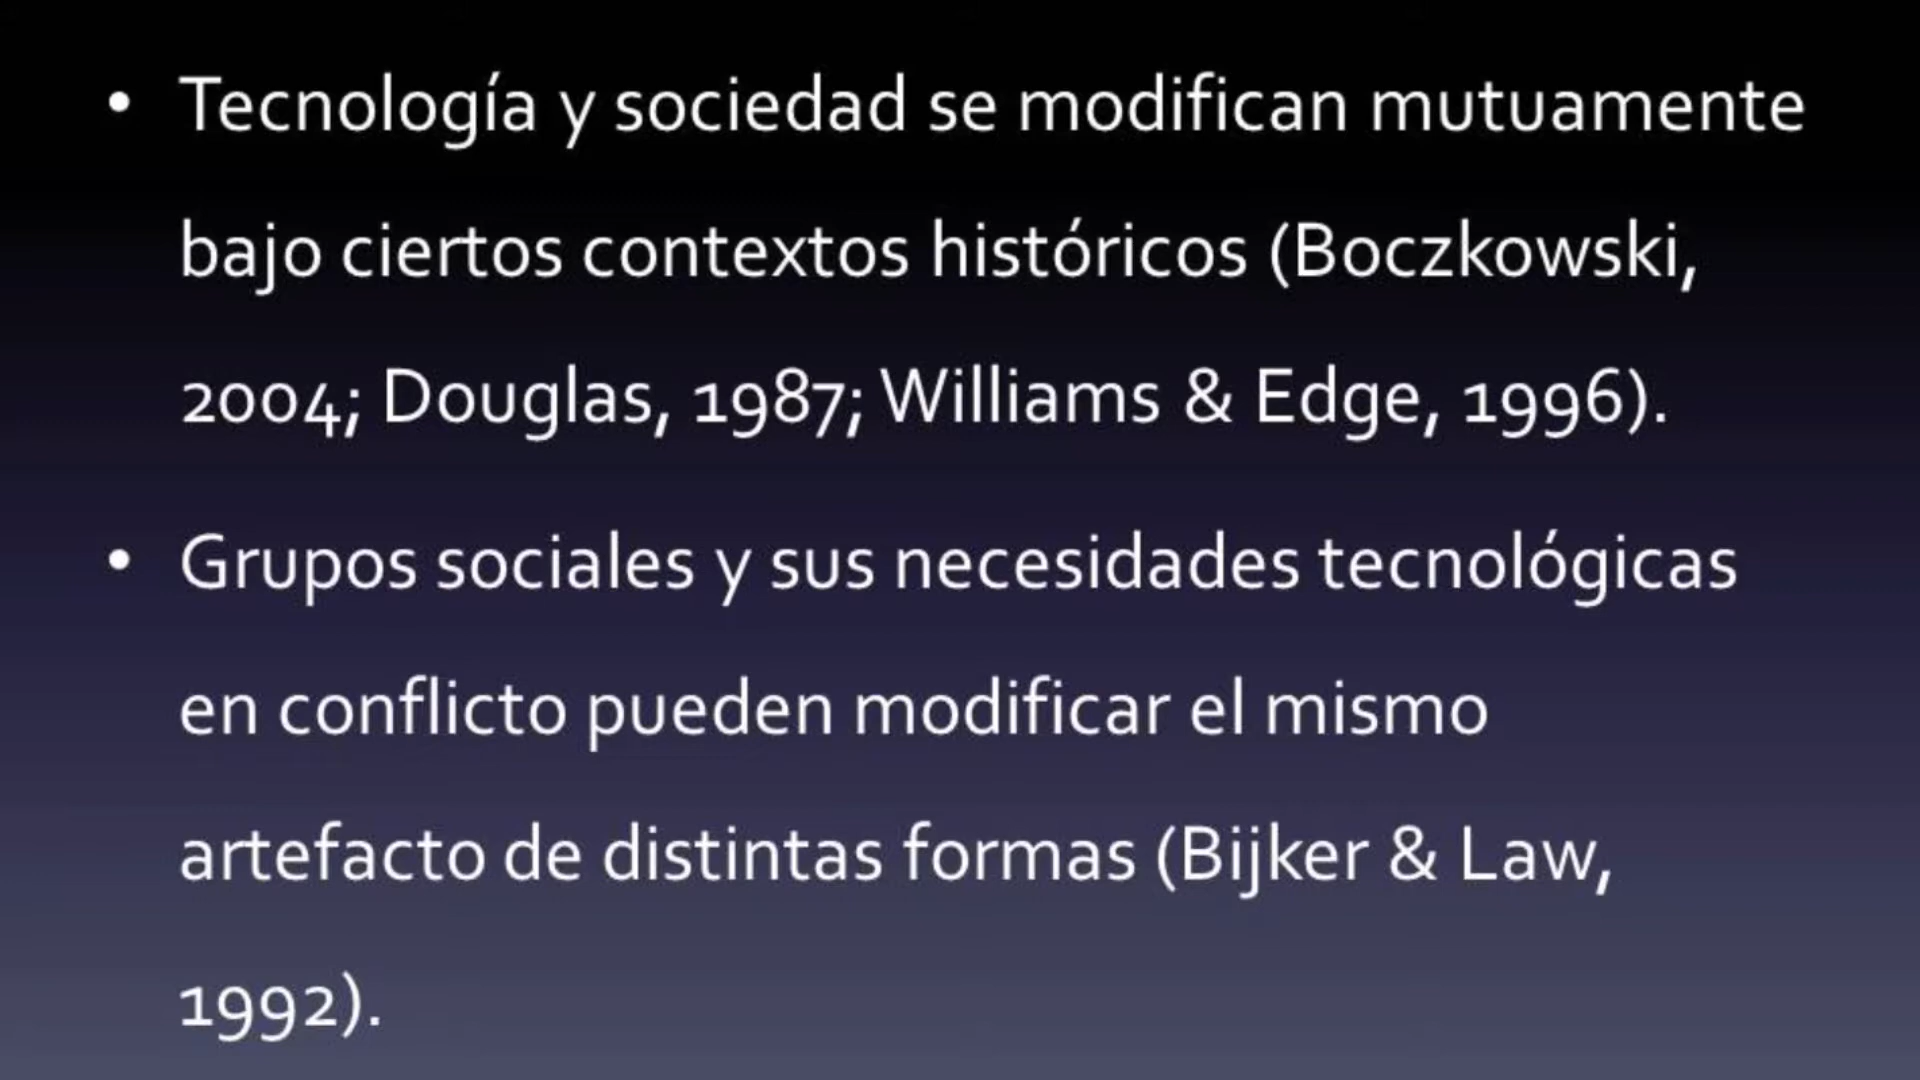 • Tecnología y sociedad se modifican mutuamente
bajo ciertos contextos históricos (Boczkowski,
2004; Douglas, 1987; Williams & Edge, 1996).
• Grupos sociales y sus necesidades tecnológicas
en conflicto pueden modificar el mismo
artefacto de distintas formas (Bijker & Law,
1992).